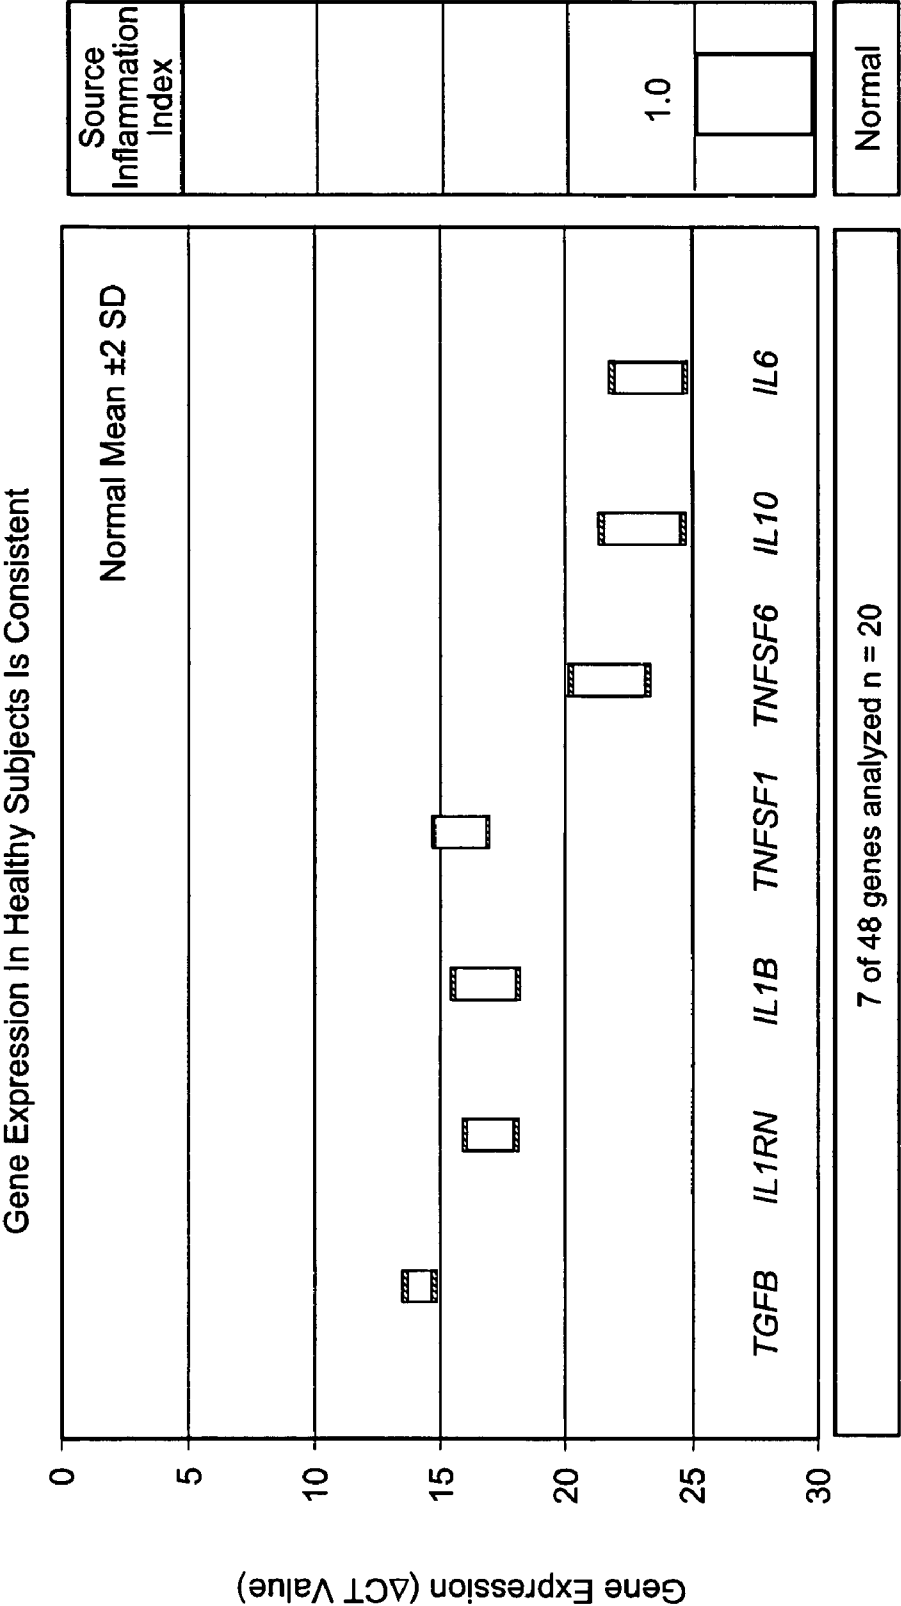 Gene Expression In Healthy Subjects Is Consistent
Gene Expression (ΔCT Value)
0
5
10
15
20
25
30
Normal Mean ±2 SD
TGFB IL1RN IL1B TNFSF1 TNFSF6 IL10 IL6
7 of 48 genes analyzed n = 20
Source
Inflammation
Index
1.0
Normal